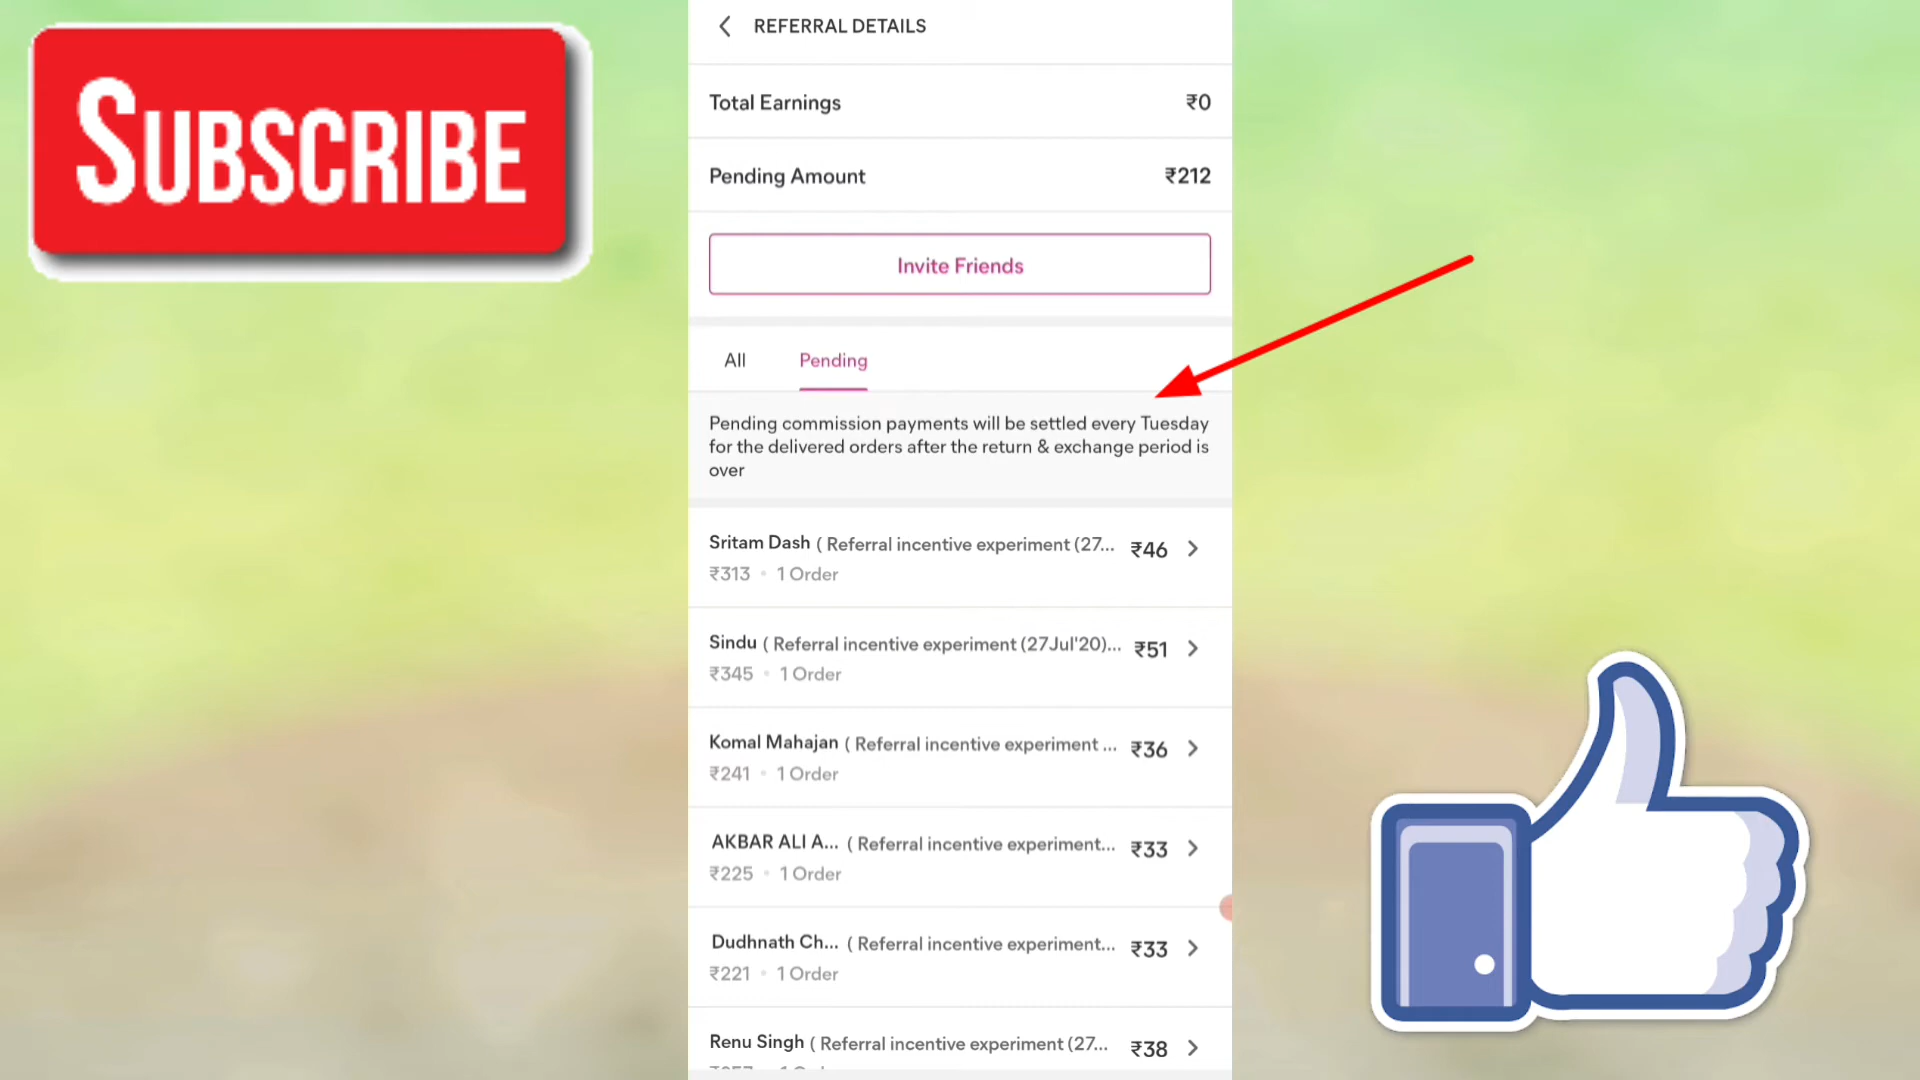 SUBSCRIBE
REFERRAL DETAILS
Total Earnings ₹0
Pending Amount ₹212
Invite Friends
All Pending
Pending commission payments will be settled every Tuesday
for the delivered orders after the return & exchange period is
over
Sritam Dash ( Referral incentive experiment (27... ₹46
₹313 • 1 Order
Sindu ( Referral incentive experiment (27Jul'20)... ₹51
₹345 • 1 Order
Komal Mahajan ( Referral incentive experiment ... ₹36
₹241 • 1 Order
AKBAR ALI A... ( Referral incentive experiment... ₹33
₹225 • 1 Order
Dudhnath Ch... ( Referral incentive experiment... ₹33
₹221 • 1 Order
Renu Singh ( Referral incentive experiment (27... ₹38